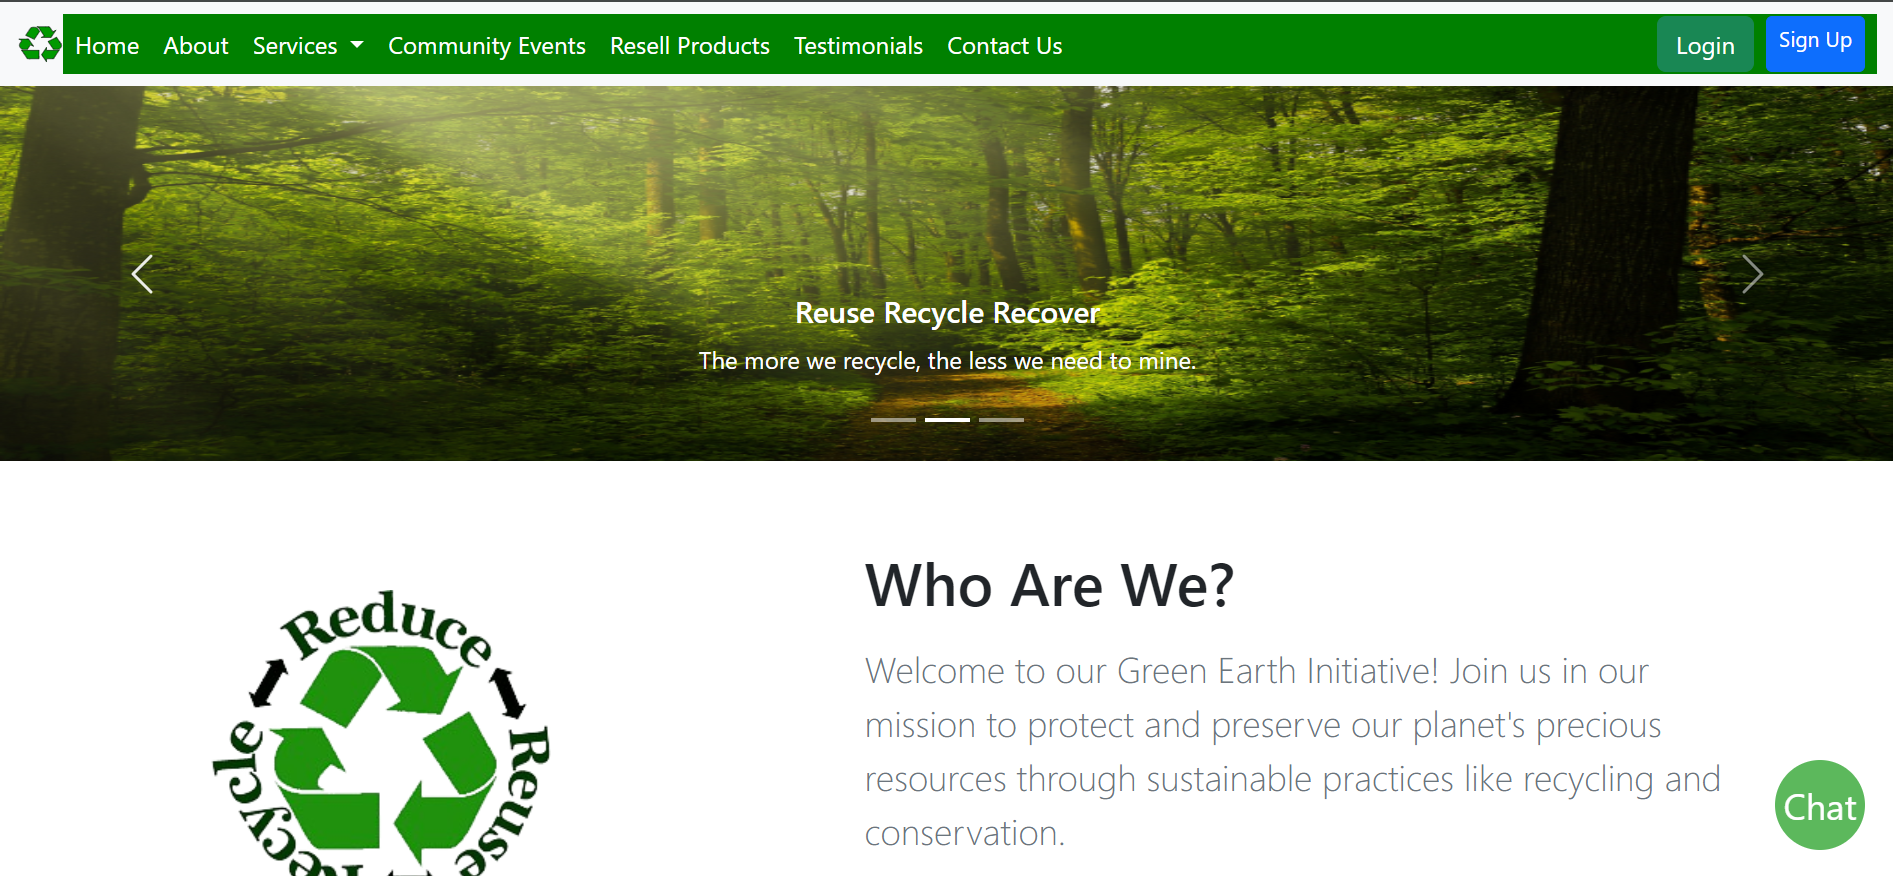 Home About Services Community Events Resell Products Testimonials Contact Us Login Sign Up
Reuse Recycle Recover
The more we recycle, the less we need to mine.
Who Are We?
Reduce
Reuse
Recycle
Welcome to our Green Earth Initiative! Join us in our
mission to protect and preserve our planet's precious
resources through sustainable practices like recycling and
conservation.
Chat